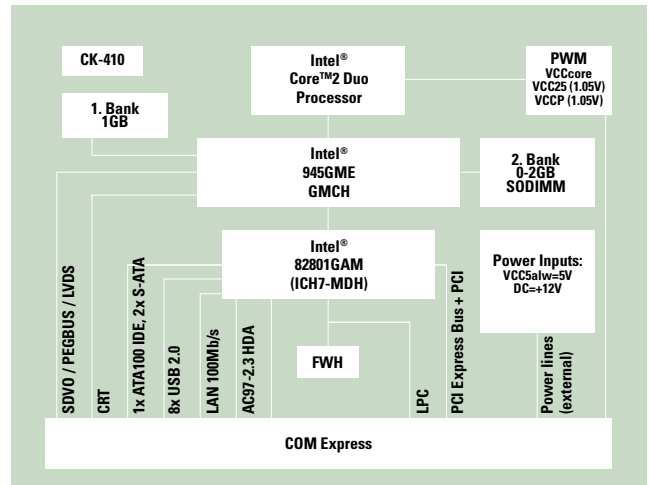 CK-410
Intel®
Core™2 Duo
Processor
PWM
VCCcore
VCC25 (1.05V)
VCCP (1.05V)
1. Bank
1GB
Intel®
945GME
GMCH
2. Bank
0-2GB
SODIMM
Intel®
82801GAM
(ICH7-MDH)
Power Inputs:
VCC5alw=5V
DC=+12V
SDVO / PEGBUS / LVDS
CRT
1x ATA100 IDE, 2x S-ATA
8x USB 2.0
LAN 100Mb/s
AC97-2.3 HDA
FWH
LPC
PCI Express Bus + PCI
Power lines
(external)
COM Express